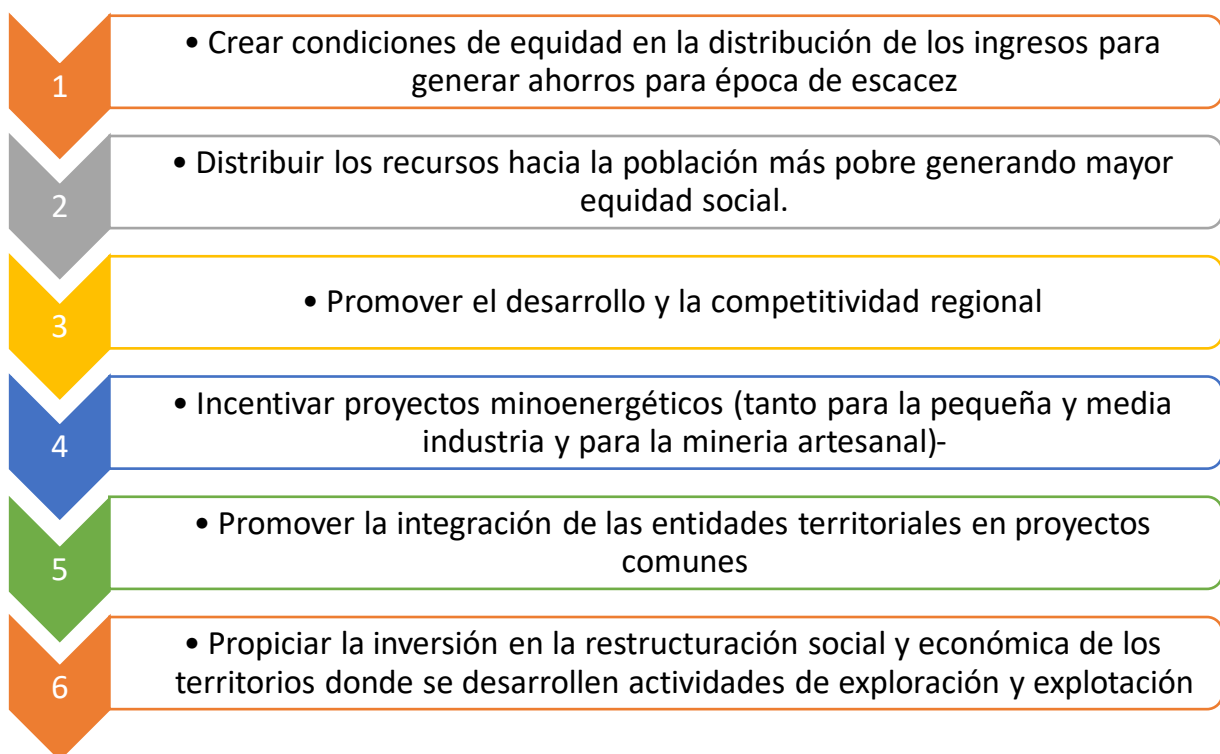 1
• Crear condiciones de equidad en la distribución de los ingresos para
generar ahorros para época de escacez
2
• Distribuir los recursos hacia la población más pobre generando mayor
equidad social.
3
• Promover el desarrollo y la competitividad regional
4
• Incentivar proyectos minoenergéticos (tanto para la pequeña y media
industria y para la mineria artesanal)-
5
• Promover la integración de las entidades territoriales en proyectos
comunes
6
• Propiciar la inversión en la restructuración social y económica de los
territorios donde se desarrollen actividades de exploración y explotación